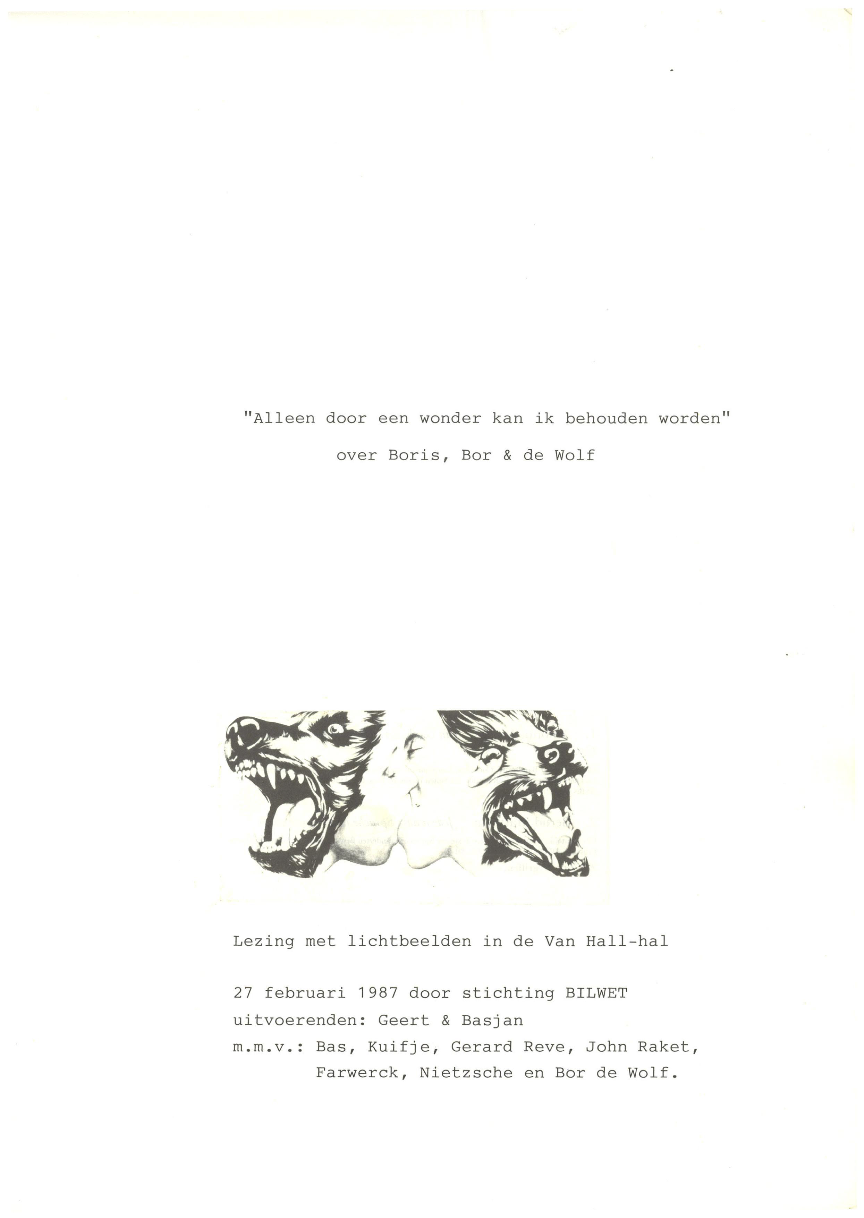 "Alleen door een wonder kan ik behouden worden"
over Boris, Bor & de Wolf
Lezing met lichtbeelden in de Van Hall-hal
27 februari 1987 door stichting BILWET
uitvoerenden: Geert & Basjan
m.m.v.: Bas, Kuifje, Gerard Reve, John Raket,
Farwerck, Nietzsche en Bor de Wolf.